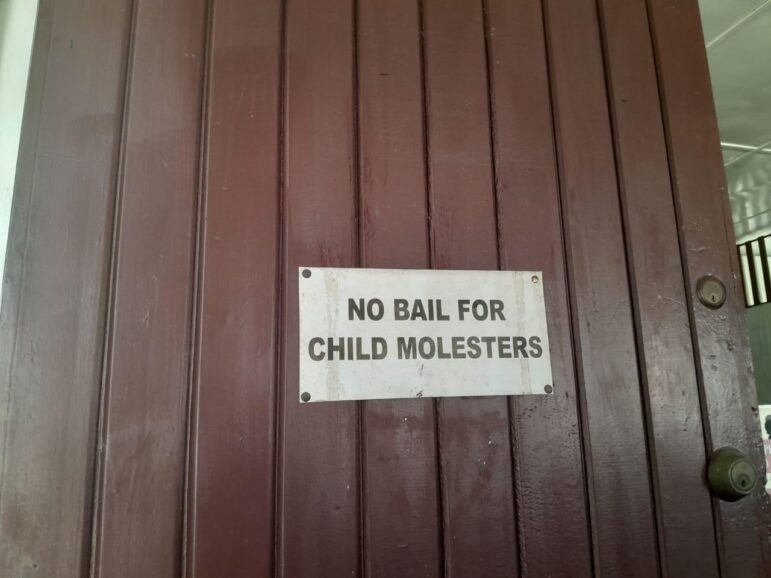 NO BAIL FOR
CHILD MOLESTERS